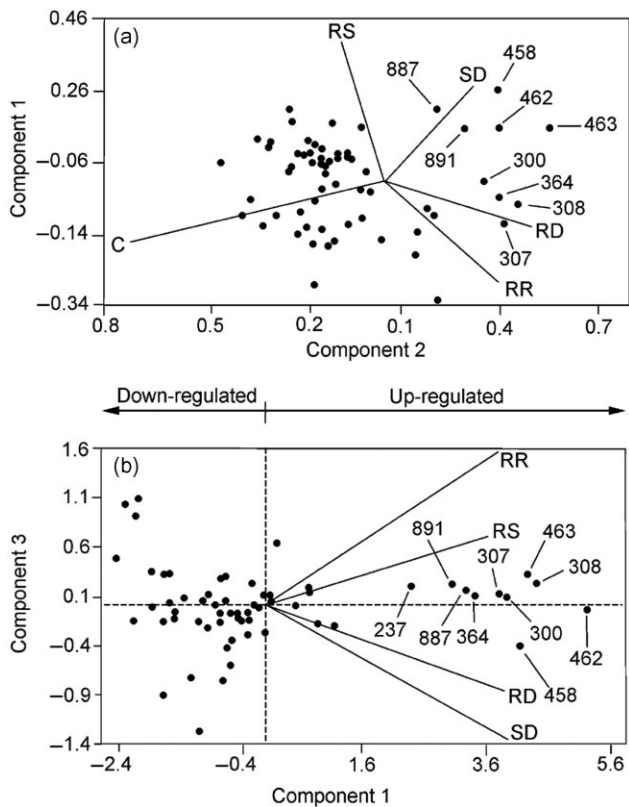 (a)
Component 1
0.46
0.26
−0.06
−0.14
−0.34
RS
887
SD
458
462
463
891
300
364
308
RD
307
RR
C
0.8
0.5
0.2
0.1
0.4
0.7
Component 2
Down-regulated
Up-regulated
(b)
Component 3
1.6
1.1
0.6
0.1
−0.4
−0.9
−1.4
RR
RS
891
307
463
308
237
887
364
300
462
458
RD
SD
−2.4
−0.4
1.6
3.6
5.6
Component 1